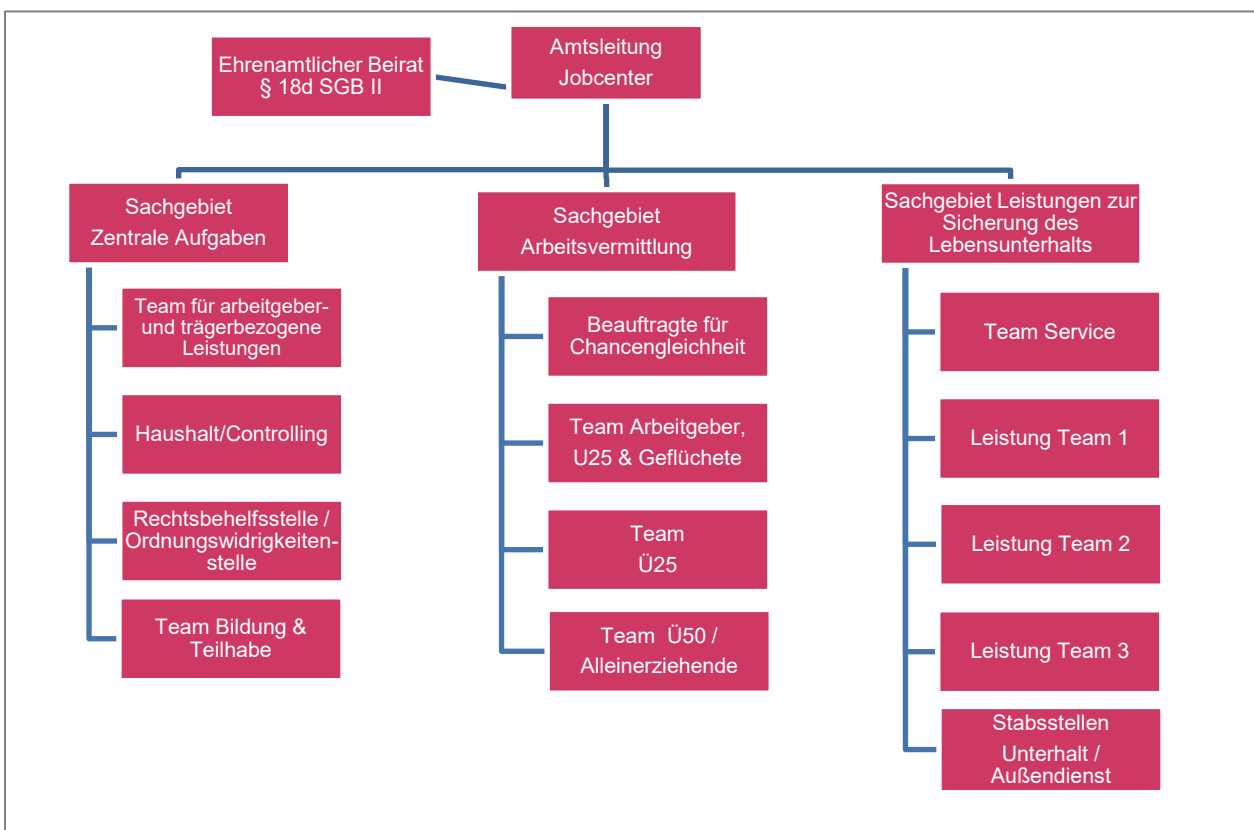 Ehrenamtlicher Beirat
§ 18d SGB II
Amtsleitung
Jobcenter
Sachgebiet
Zentrale Aufgaben
Team für arbeitgeber-
und trägerbezogene
Leistungen
Haushalt/Controlling
Rechtsbehelfsstelle /
Ordnungswidrigkeiten-
stelle
Team Bildung &
Teilhabe
Sachgebiet
Arbeitsvermittlung
Beauftragte für
Chancengleichheit
Team Arbeitgeber,
U25 & Geflüchete
Team
Ü25
Team Ü50 /
Alleinerziehende
Sachgebiet Leistungen zur
Sicherung des
Lebensunterhalts
Team Service
Leistung Team 1
Leistung Team 2
Leistung Team 3
Stabsstellen
Unterhalt /
Außendienst